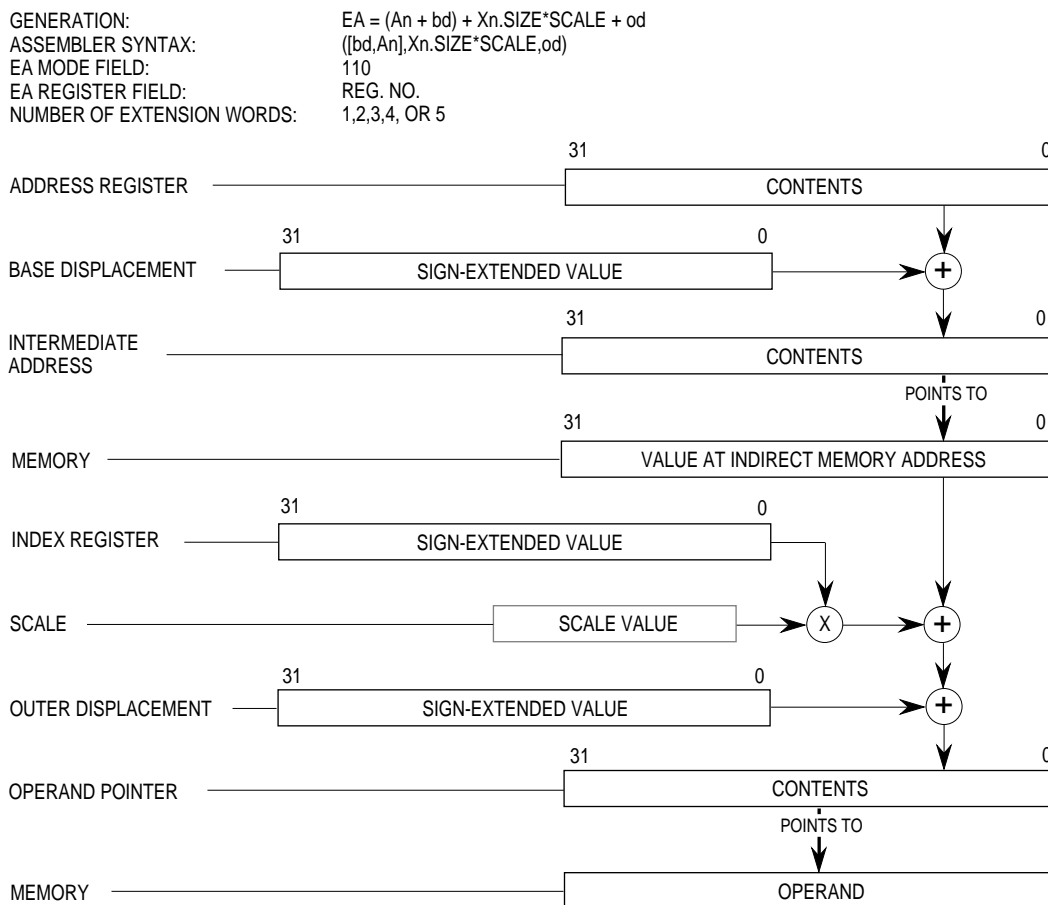 GENERATION: EA = (An + bd) + Xn.SIZE*SCALE + od
ASSEMBLER SYNTAX: ([bd,An],Xn.SIZE*SCALE,od)
EA MODE FIELD: 110
EA REGISTER FIELD: REG. NO.
NUMBER OF EXTENSION WORDS: 1,2,3,4, OR 5
31 0
ADDRESS REGISTER CONTENTS
31 0
BASE DISPLACEMENT SIGN-EXTENDED VALUE +
31 0
INTERMEDIATE
ADDRESS
CONTENTS
POINTS TO
31 0
MEMORY VALUE AT INDIRECT MEMORY ADDRESS
31 0
INDEX REGISTER SIGN-EXTENDED VALUE
SCALE SCALE VALUE X +
31 0
OUTER DISPLACEMENT SIGN-EXTENDED VALUE +
31 0
OPERAND POINTER CONTENTS
POINTS TO
MEMORY OPERAND